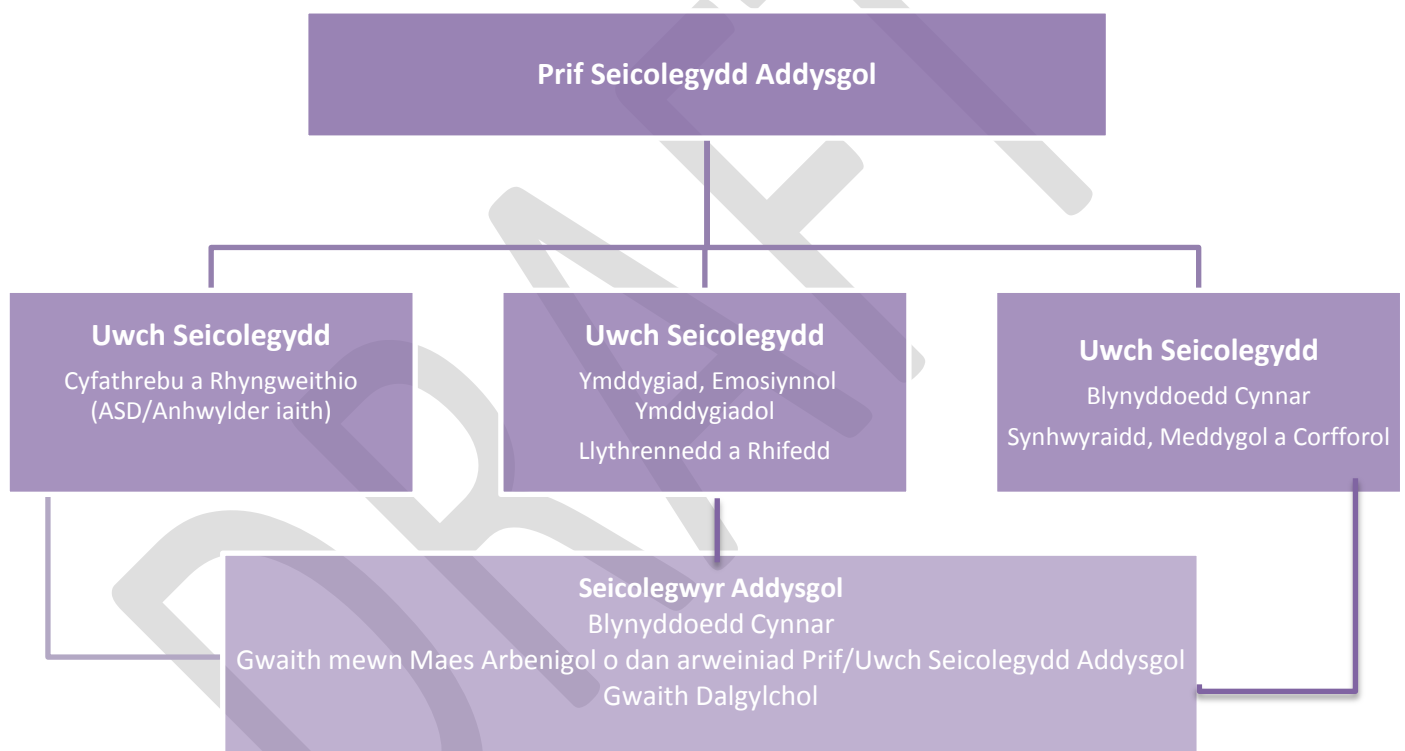 Prif Seicolegydd Addysgol
Uwch Seicolegydd
Cyfathrebu a Rhyngweithio
(ASD/Anhwylder iaith)
Uwch Seicolegydd
Ymddygiad, Emosiynnol
Ymddygiadol
Llythrennedd a Rhifedd
Uwch Seicolegydd
Blynyddoedd Cynnar
Synhwyraidd, Meddygol a Corfforol
Seicolegwyr Addysgol
Blynyddoedd Cynnar
Gwaith mewn Maes Arbenigol o dan arweiniad Prif/Uwch Seicolegydd Addysgol
Gwaith Dalgylchol
DRAFT